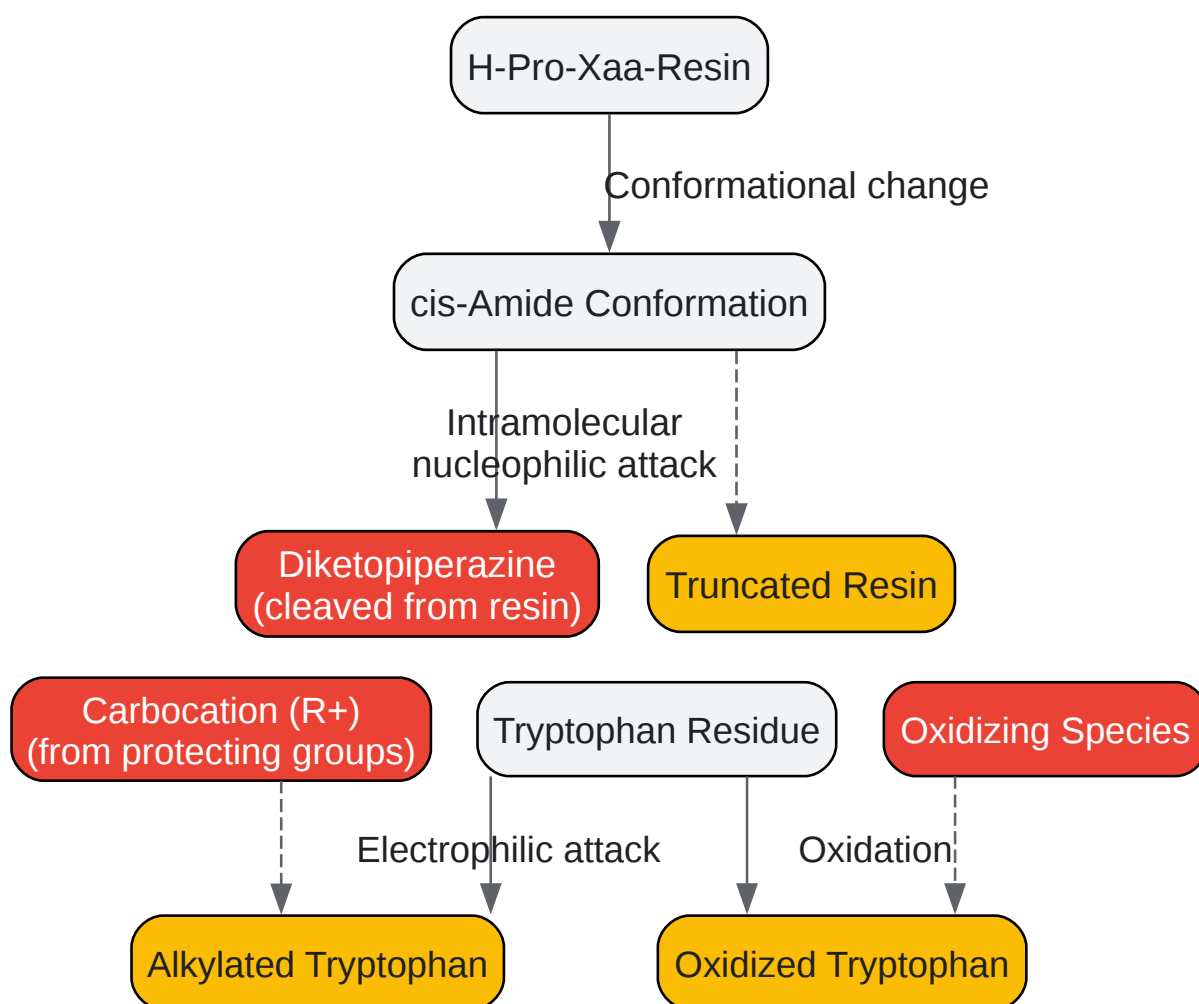 H-Pro-Xaa-Resin
Conformational change
cis-Amide Conformation
Intramolecular
nucleophilic attack
Diketopiperazine
(cleaved from resin)
Truncated Resin
Carbocation (R+)
(from protecting groups)
Tryptophan Residue
Oxidizing Species
Electrophilic attack
Oxidation
Alkylated Tryptophan
Oxidized Tryptophan